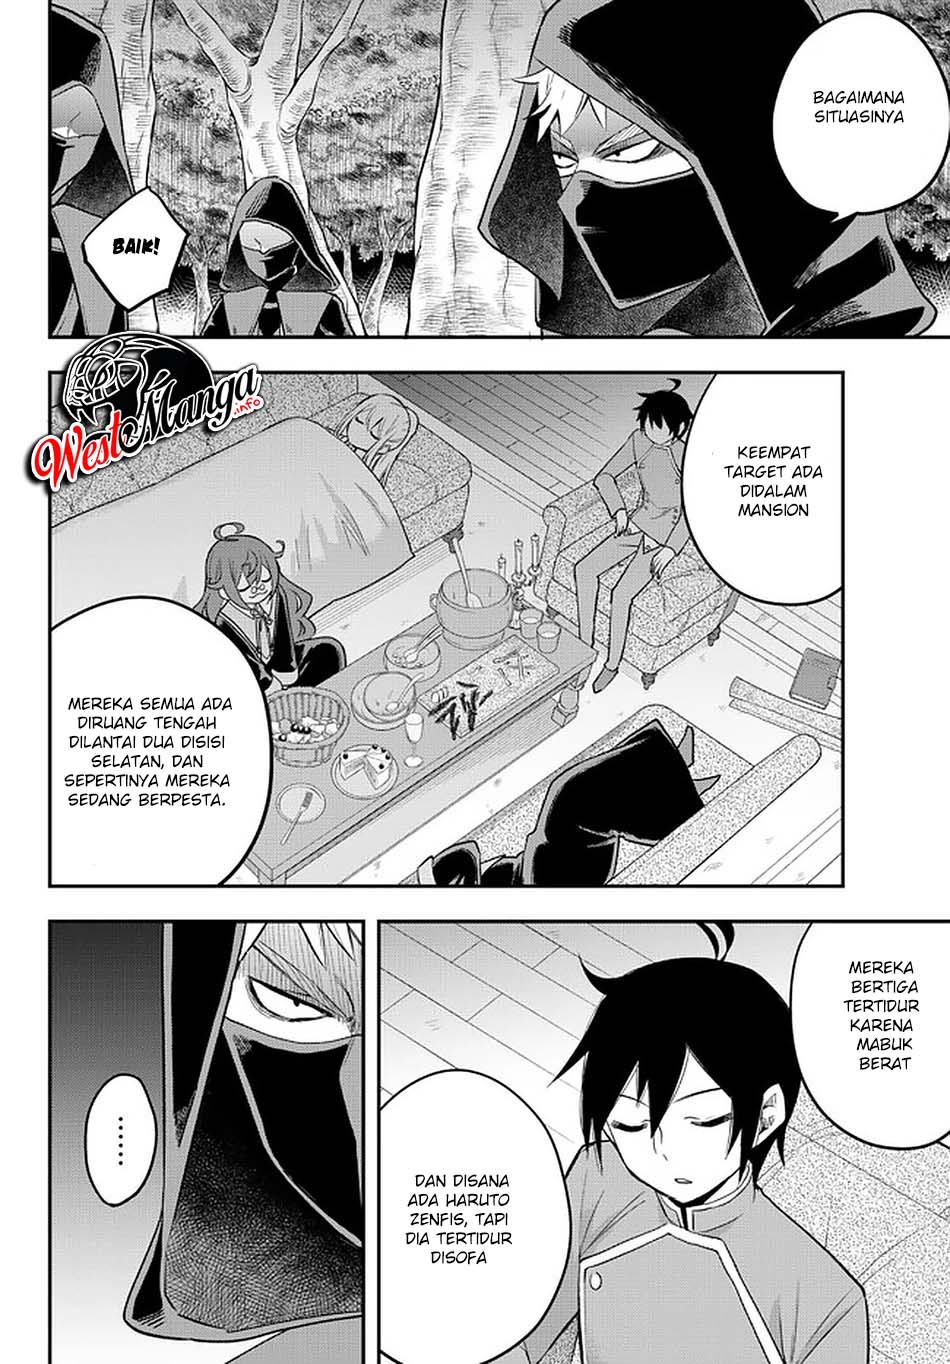 BAGAIMANA
SITUASINYA
BAIK!
WestManga
.info
KEEMPAT
TARGET ADA
DIDALAM
MANSION
MEREKA SEMUA ADA
DIRUANG TENGAH
DILANTAI DUA DISISI
SELATAN, DAN
SEPERTINYA MEREKA
SEDANG BERPESTA.
MEREKA
BERTIGA
TERTIDUR
KARENA
MABUK
BERAT
DAN DISANA
ADA HARUTO
ZENFIS, TAPI
DIA TERTIDUR
DISOFA
......